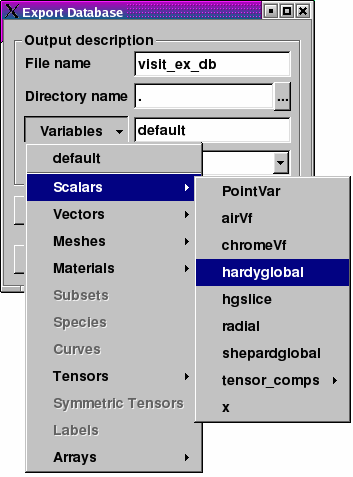 Export Database
Output description
File name visit_ex_db
Directory name . ...
Variables default
default
Scalars
Vectors
Meshes
Materials
Subsets
Species
Curves
Tensors
Symmetric Tensors
Labels
Arrays
PointVar
airVf
chromeVf
hardyglobal
hgslice
radial
shepardglobal
tensor_comps
x